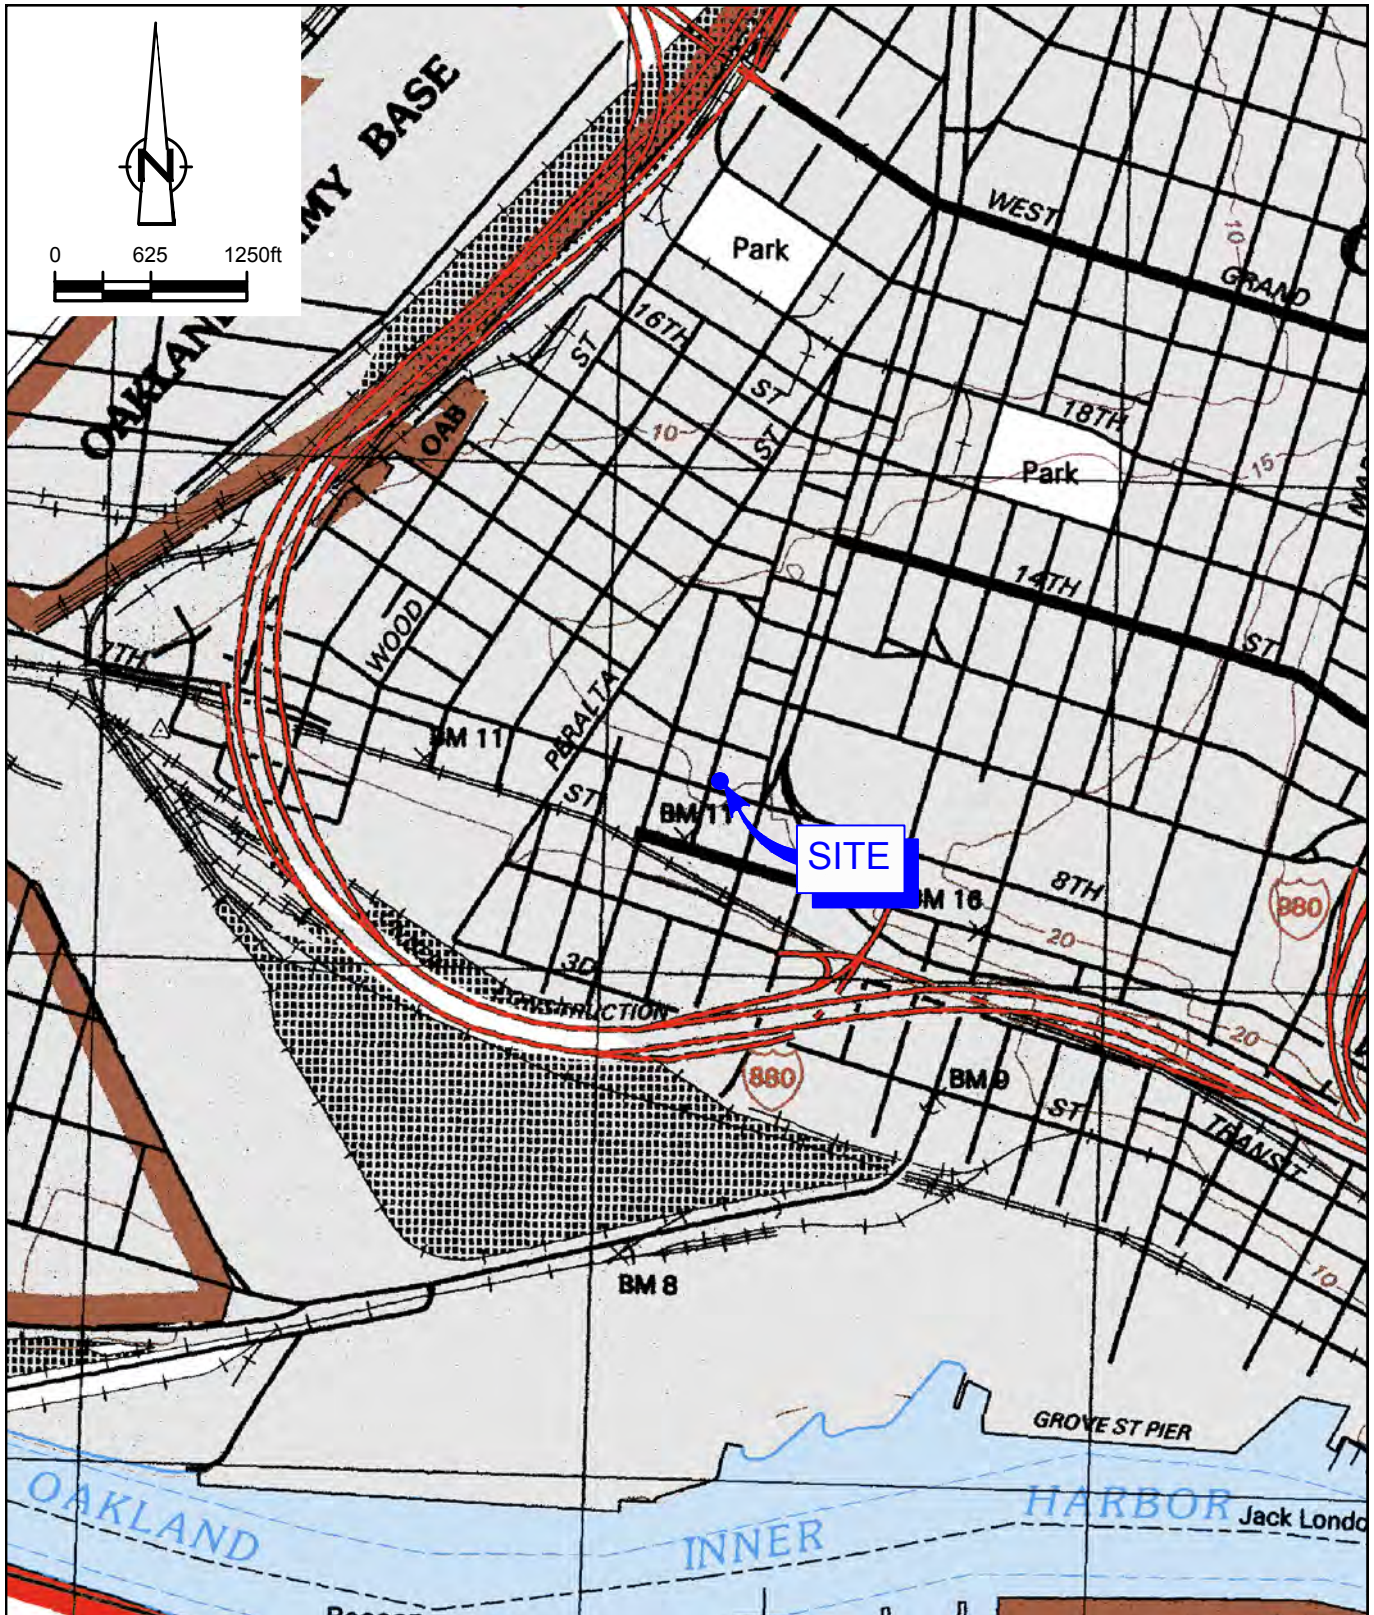 N
0 625 1250ft
OAKLAND
ARMY BASE
Park
WEST
GRAND
10
16TH
ST
ST
ST
OAB
10
18TH
Park
15
14TH
ST
WOOD
7TH
PERALTA
BM 11
ST
BM 11
SITE
8TH
BM 16
880
20
3D
CONSTRUCTION
20
880
BM 9
ST
TRANSIT
10
BM 8
GROVE ST PIER
OAKLAND
INNER
HARBOR
Jack Londo